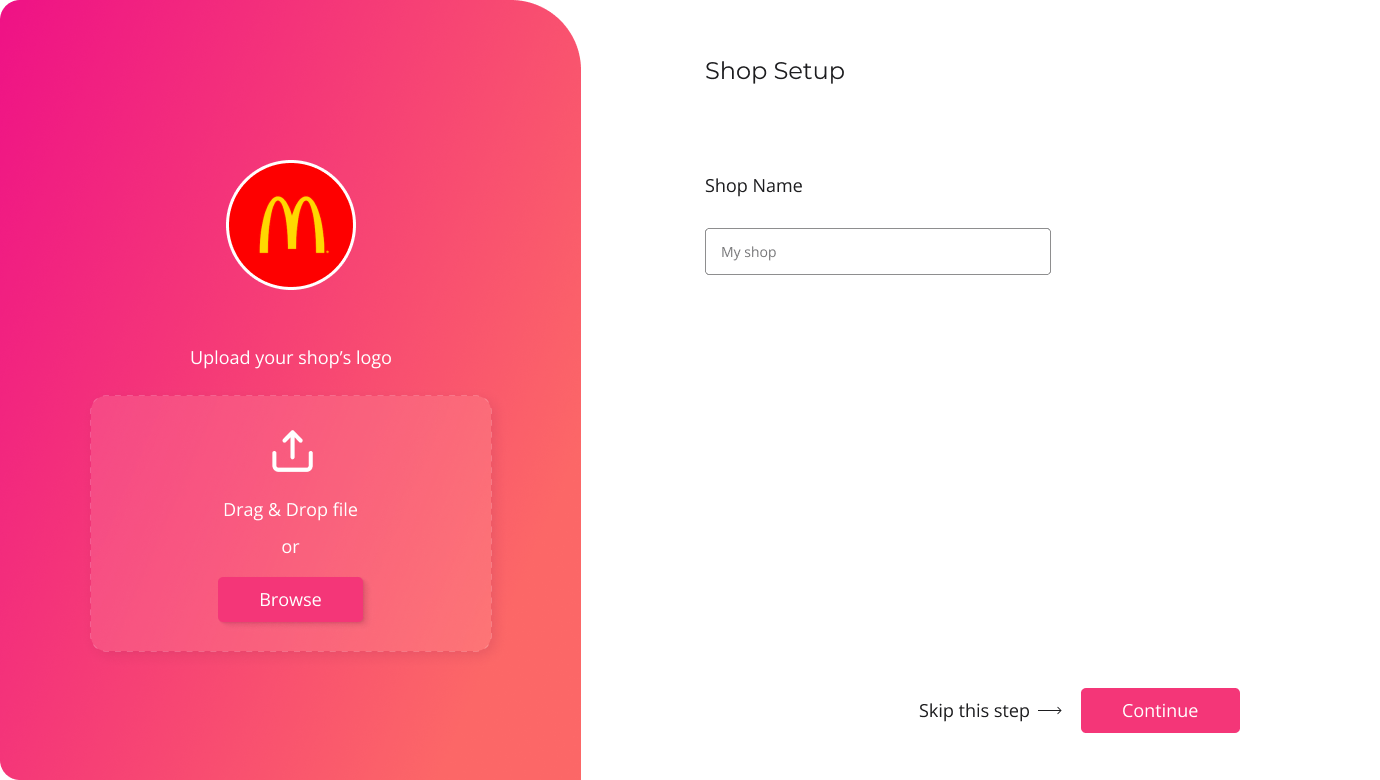 Upload your shop’s logo
Drag & Drop file
or
Browse
Shop Setup
Shop Name
My shop
Skip this step
Continue